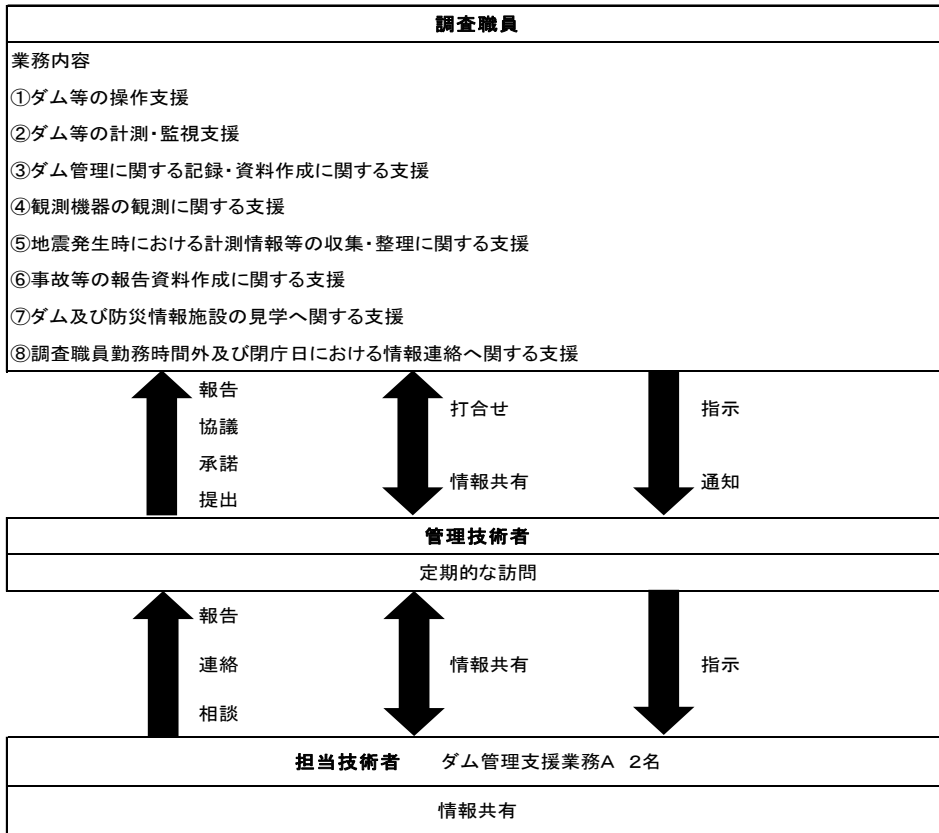 調査職員
業務内容
①ダム等の操作支援
②ダム等の計測・監視支援
③ダム管理に関する記録・資料作成に関する支援
④観測機器の観測に関する支援
⑤地震発生時における計測情報等の収集・整理に関する支援
⑥事故等の報告資料作成に関する支援
⑦ダム及び防災情報施設の見学へ関する支援
⑧調査職員勤務時間外及び閉庁日における情報連絡へ関する支援
報告
協議
承諾
提出
打合せ
情報共有
指示
通知
管理技術者
定期的な訪問
報告
連絡
相談
情報共有
指示
担当技術者 ダム管理支援業務A 2名
情報共有